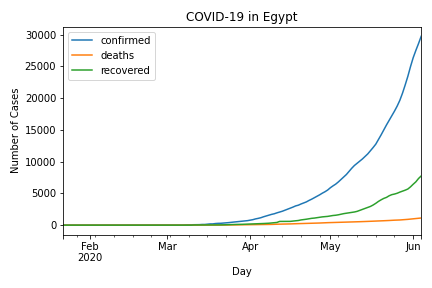 COVID-19 in Egypt
confirmed
deaths
recovered
Number of Cases
30000
25000
20000
15000
10000
5000
0
Feb
2020
Mar
Apr
May
Jun
Day